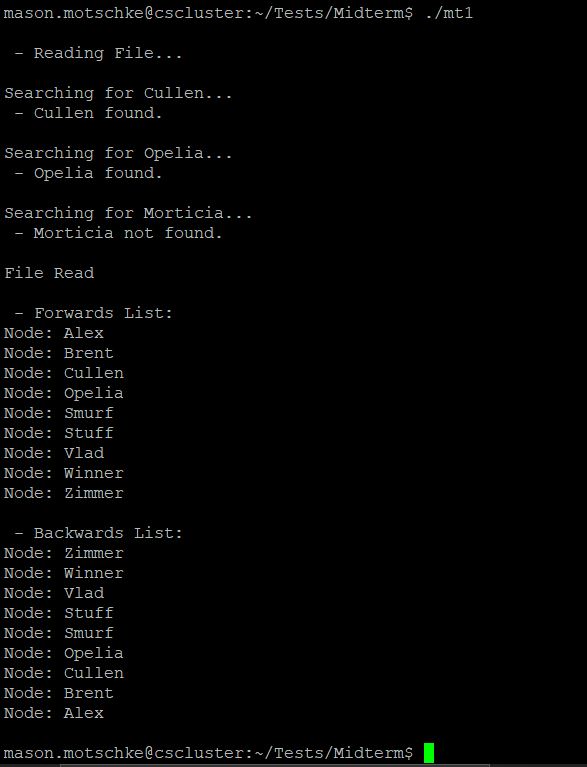 mason.motschke@cscluster:~/Tests/Midterm$ ./mt1
- Reading File...
Searching for Cullen...
- Cullen found.
Searching for Opelia...
- Opelia found.
Searching for Morticia...
- Morticia not found.
File Read
- Forwards List:
Node: Alex
Node: Brent
Node: Cullen
Node: Opelia
Node: Smurf
Node: Stuff
Node: Vlad
Node: Winner
Node: Zimmer
- Backwards List:
Node: Zimmer
Node: Winner
Node: Vlad
Node: Stuff
Node: Smurf
Node: Opelia
Node: Cullen
Node: Brent
Node: Alex
mason.motschke@cscluster:~/Tests/Midterm$